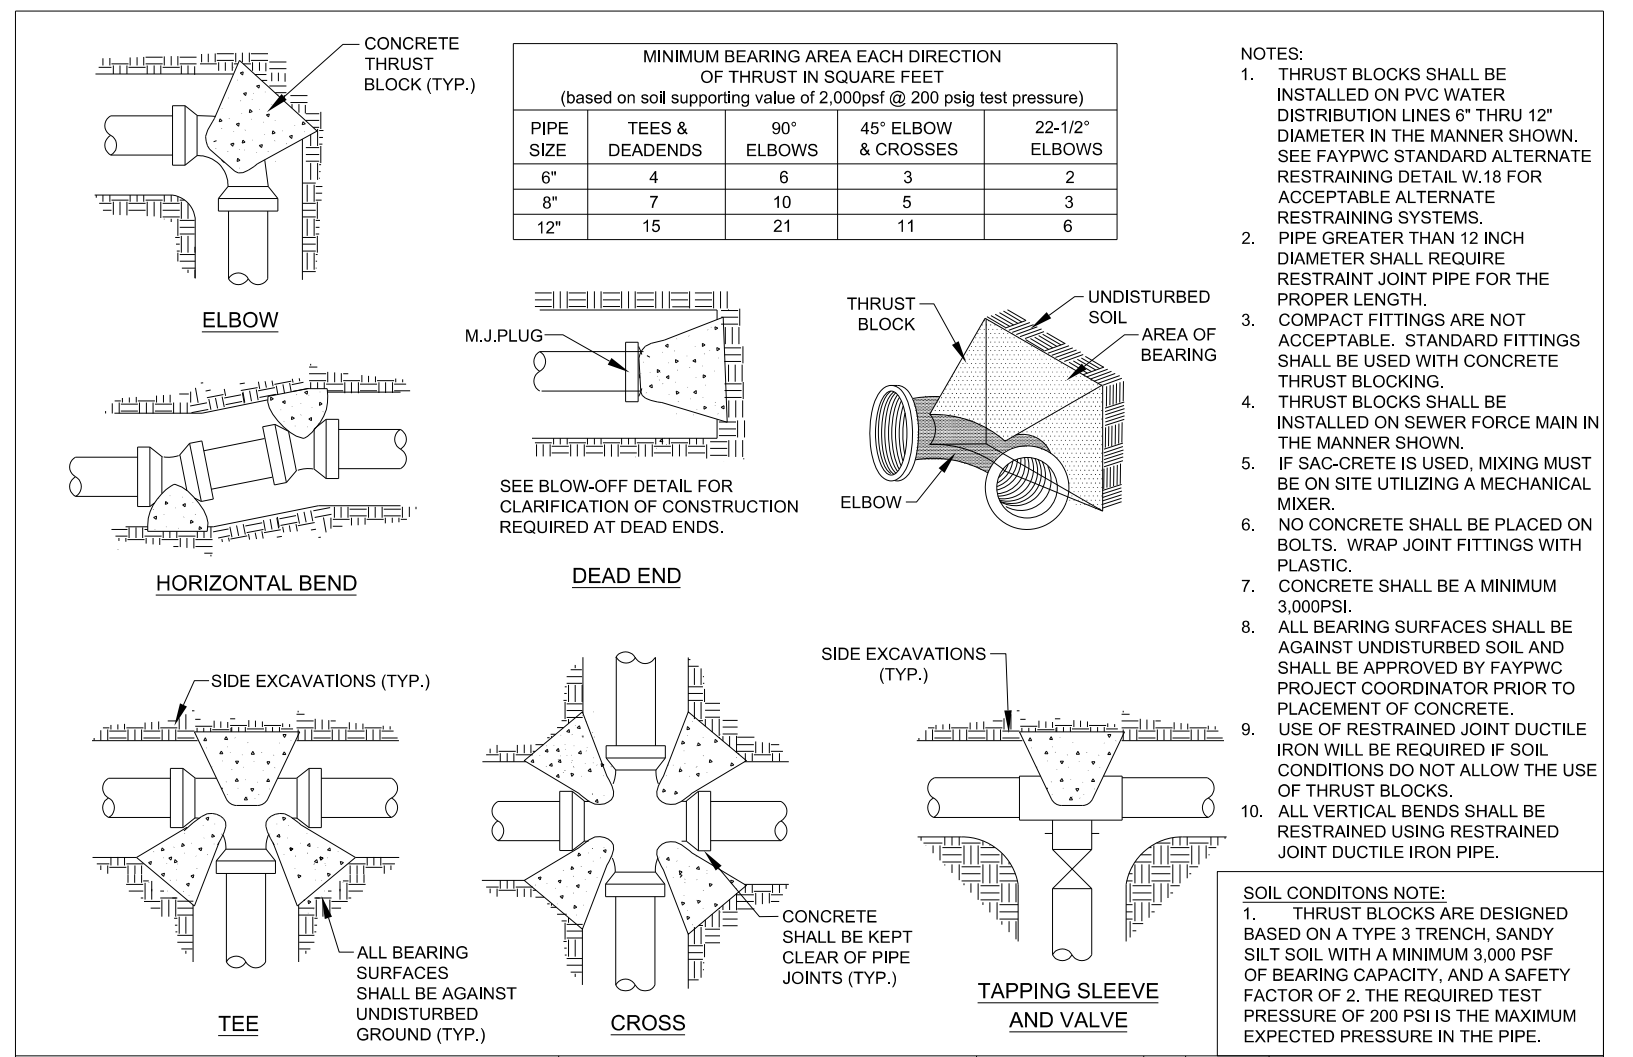 CONCRETE
THRUST
BLOCK (TYP.)
ELBOW
MINIMUM BEARING AREA EACH DIRECTION
OF THRUST IN SQUARE FEET
(based on soil supporting value of 2,000psf @ 200 psig test pressure)
PIPE SIZE TEES & DEADENDS 90° ELBOWS 45° ELBOW & CROSSES 22-1/2° ELBOWS
6" 4 6 3 2
8" 7 10 5 3
12" 15 21 11 6
M.J.PLUG
SEE BLOW-OFF DETAIL FOR
CLARIFICATION OF CONSTRUCTION
REQUIRED AT DEAD ENDS.
DEAD END
THRUST
BLOCK
UNDISTURBED
SOIL
AREA OF
BEARING
ELBOW
HORIZONTAL BEND
SIDE EXCAVATIONS (TYP.)
ALL BEARING
SURFACES
SHALL BE AGAINST
UNDISTURBED
GROUND (TYP.)
TEE
CONCRETE
SHALL BE KEPT
CLEAR OF PIPE
JOINTS (TYP.)
CROSS
SIDE EXCAVATIONS
(TYP.)
TAPPING SLEEVE
AND VALVE
NOTES:
1. THRUST BLOCKS SHALL BE
INSTALLED ON PVC WATER
DISTRIBUTION LINES 6" THRU 12"
DIAMETER IN THE MANNER SHOWN.
SEE FAYPWC STANDARD ALTERNATE
RESTRAINING DETAIL W.18 FOR
ACCEPTABLE ALTERNATE
RESTRAINING SYSTEMS.
2. PIPE GREATER THAN 12 INCH
DIAMETER SHALL REQUIRE
RESTRAINT JOINT PIPE FOR THE
PROPER LENGTH.
3. COMPACT FITTINGS ARE NOT
ACCEPTABLE. STANDARD FITTINGS
SHALL BE USED WITH CONCRETE
THRUST BLOCKING.
4. THRUST BLOCKS SHALL BE
INSTALLED ON SEWER FORCE MAIN IN
THE MANNER SHOWN.
5. IF SAC-CRETE IS USED, MIXING MUST
BE ON SITE UTILIZING A MECHANICAL
MIXER.
6. NO CONCRETE SHALL BE PLACED ON
BOLTS. WRAP JOINT FITTINGS WITH
PLASTIC.
7. CONCRETE SHALL BE A MINIMUM
3,000PSI.
8. ALL BEARING SURFACES SHALL BE
AGAINST UNDISTURBED SOIL AND
SHALL BE APPROVED BY FAYPWC
PROJECT COORDINATOR PRIOR TO
PLACEMENT OF CONCRETE.
9. USE OF RESTRAINED JOINT DUCTILE
IRON WILL BE REQUIRED IF SOIL
CONDITIONS DO NOT ALLOW THE USE
OF THRUST BLOCKS.
10. ALL VERTICAL BENDS SHALL BE
RESTRAINED USING RESTRAINED
JOINT DUCTILE IRON PIPE.
SOIL CONDITONS NOTE:
1. THRUST BLOCKS ARE DESIGNED
BASED ON A TYPE 3 TRENCH, SANDY
SILT SOIL WITH A MINIMUM 3,000 PSF
OF BEARING CAPACITY, AND A SAFETY
FACTOR OF 2. THE REQUIRED TEST
PRESSURE OF 200 PSI IS THE MAXIMUM
EXPECTED PRESSURE IN THE PIPE.